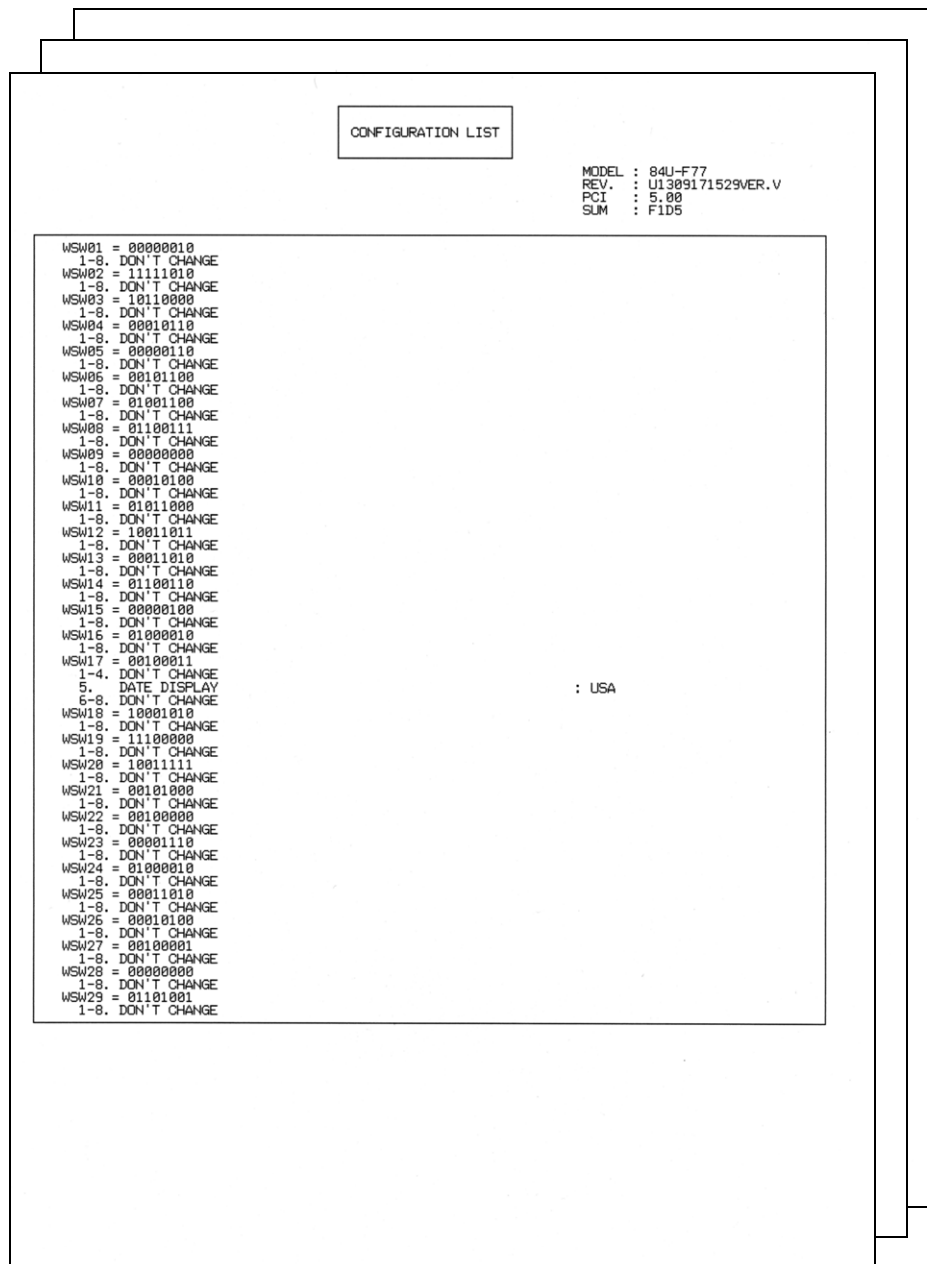 CONFIGURATION LIST
MODEL : 84U-F77
REV. : U1309171529VER.V
PCI : 5.00
SUM : F1D5
WSW01 = 00000010
1-8. DON'T CHANGE
WSW02 = 11111010
1-8. DON'T CHANGE
WSW03 = 10110000
1-8. DON'T CHANGE
WSW04 = 00010110
1-8. DON'T CHANGE
WSW05 = 00000110
1-8. DON'T CHANGE
WSW06 = 00101100
1-8. DON'T CHANGE
WSW07 = 01001100
1-8. DON'T CHANGE
WSW08 = 01100111
1-8. DON'T CHANGE
WSW09 = 00000000
1-8. DON'T CHANGE
WSW10 = 00010100
1-8. DON'T CHANGE
WSW11 = 01011000
1-8. DON'T CHANGE
WSW12 = 10011011
1-8. DON'T CHANGE
WSW13 = 00011010
1-8. DON'T CHANGE
WSW14 = 01100110
1-8. DON'T CHANGE
WSW15 = 00000100
1-8. DON'T CHANGE
WSW16 = 01000010
1-8. DON'T CHANGE
WSW17 = 00100011
1-4. DON'T CHANGE
5. DATE DISPLAY : USA
6-8. DON'T CHANGE
WSW18 = 10001010
1-8. DON'T CHANGE
WSW19 = 11100000
1-8. DON'T CHANGE
WSW20 = 10011111
1-8. DON'T CHANGE
WSW21 = 00101000
1-8. DON'T CHANGE
WSW22 = 00100000
1-8. DON'T CHANGE
WSW23 = 00001110
1-8. DON'T CHANGE
WSW24 = 01000010
1-8. DON'T CHANGE
WSW25 = 00011010
1-8. DON'T CHANGE
WSW26 = 00010100
1-8. DON'T CHANGE
WSW27 = 00100001
1-8. DON'T CHANGE
WSW28 = 00000000
1-8. DON'T CHANGE
WSW29 = 01101001
1-8. DON'T CHANGE